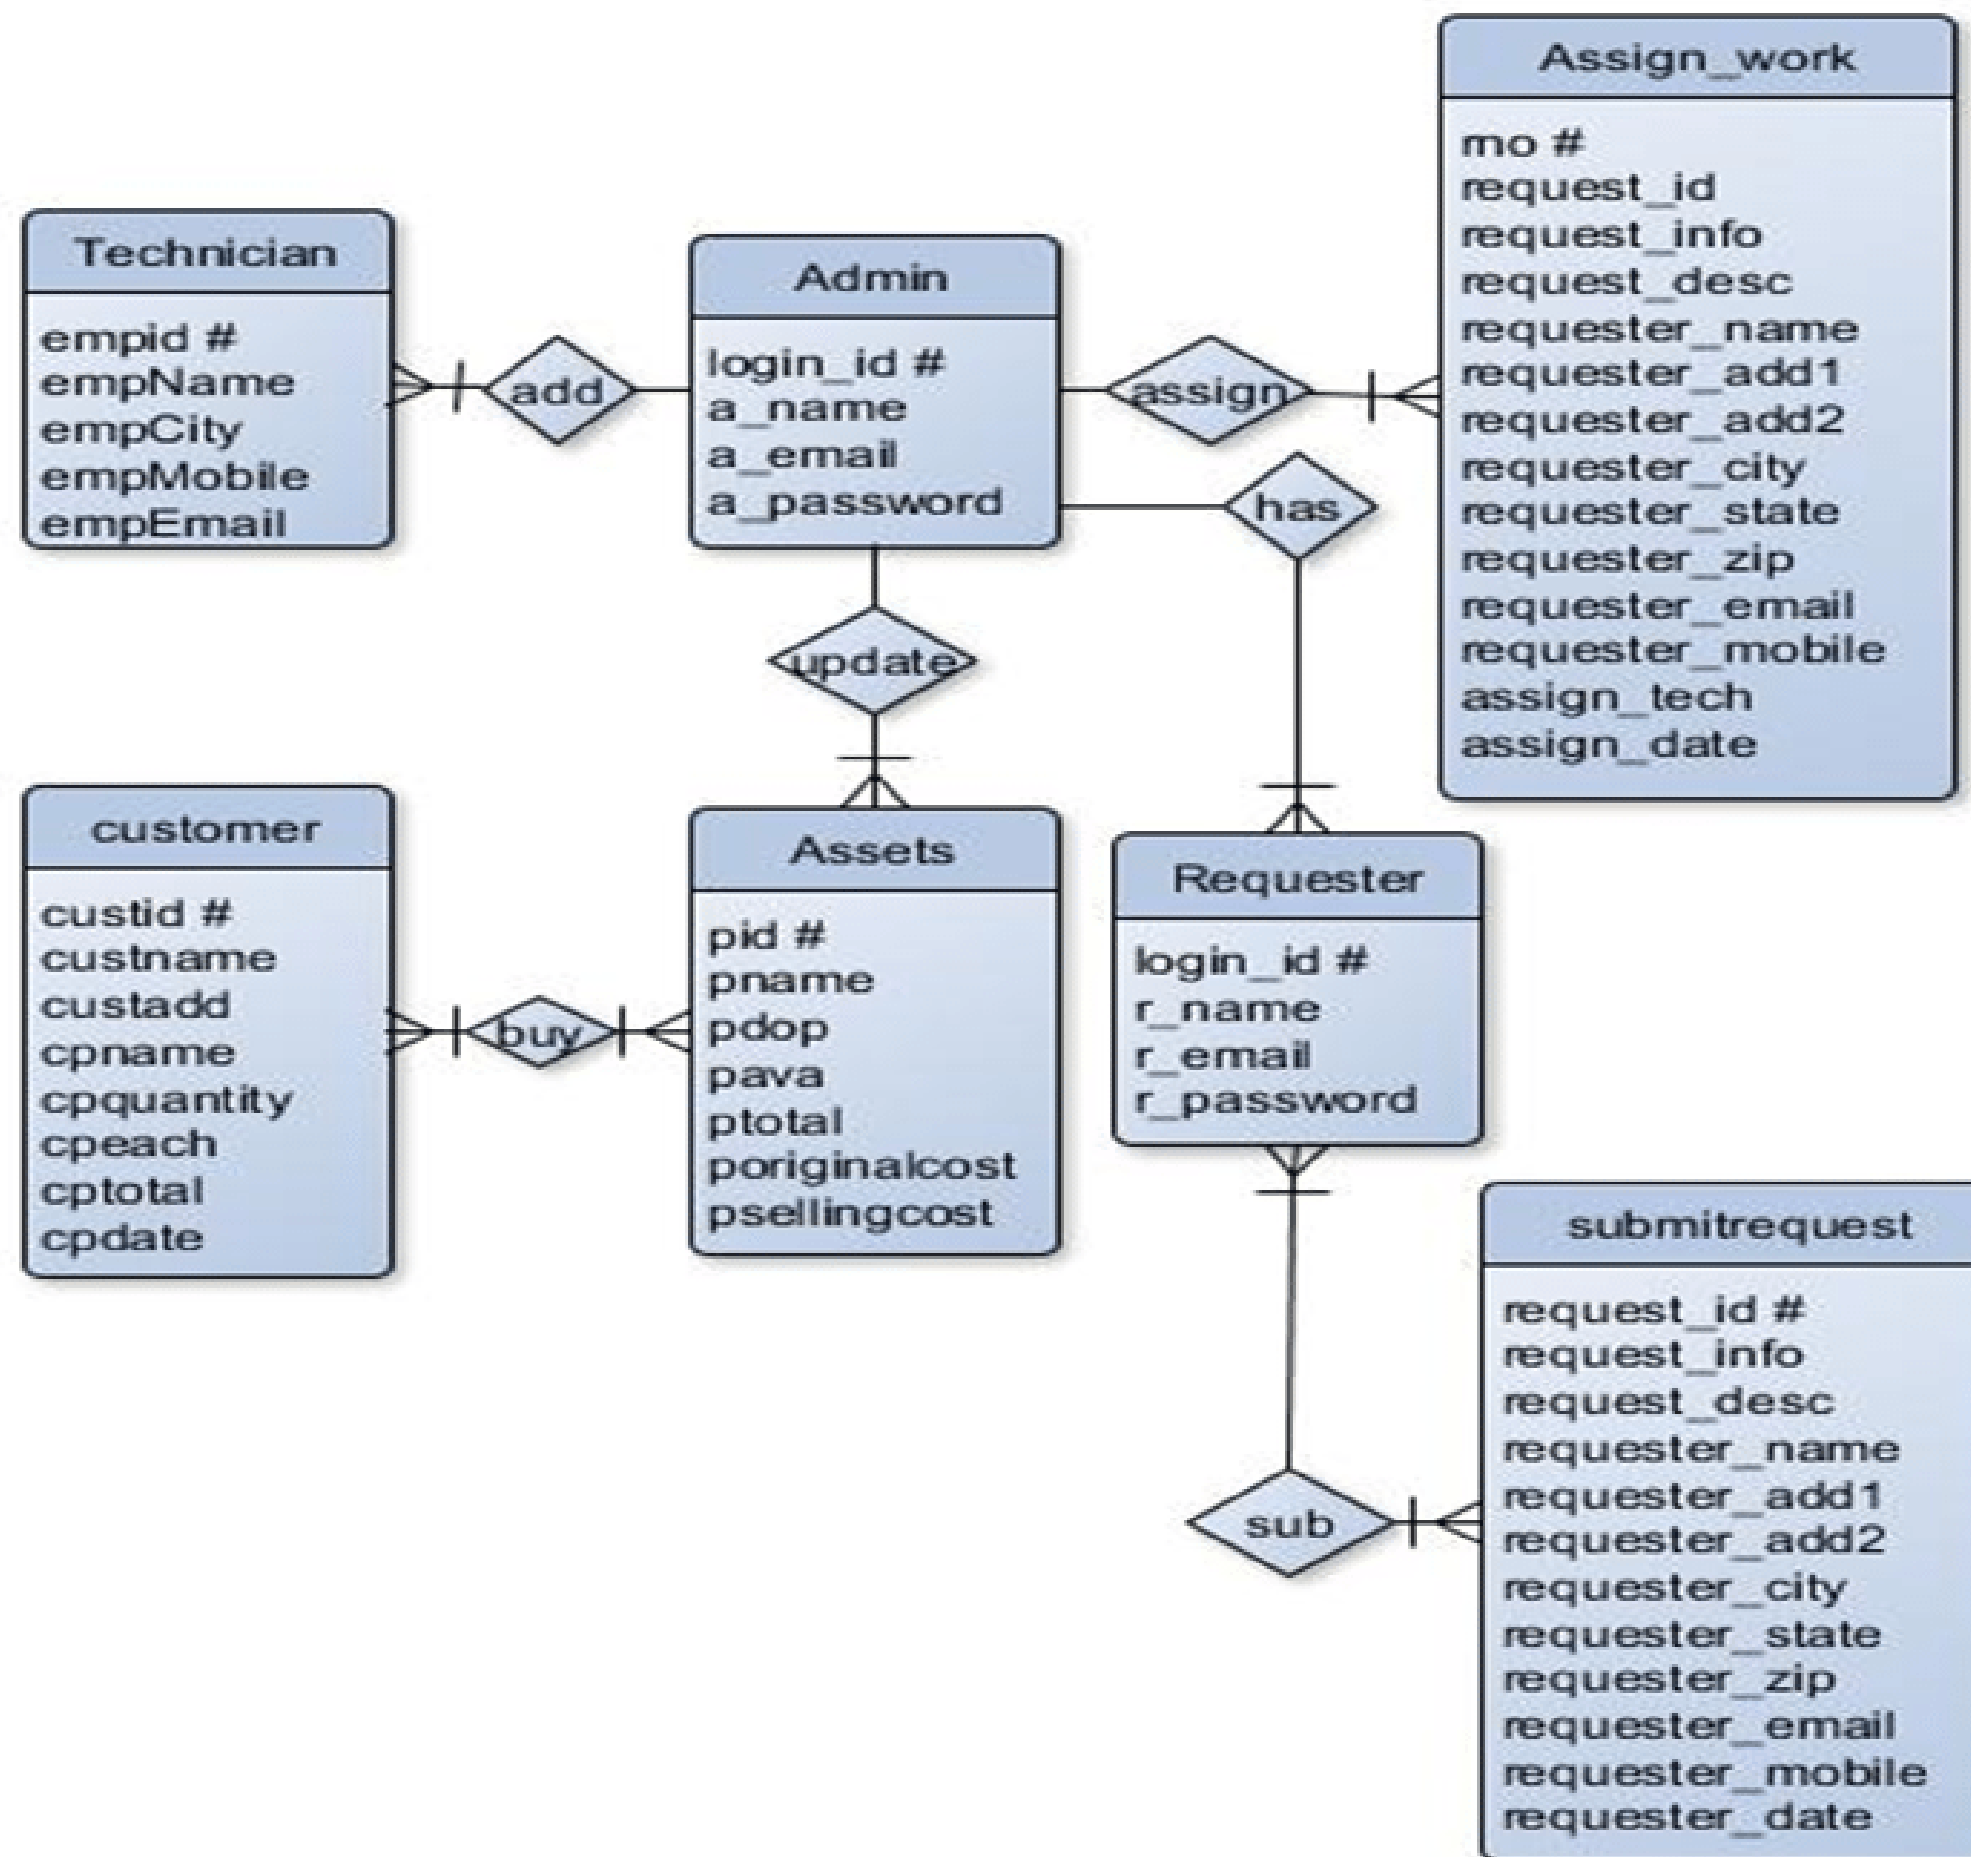 Assign_work
rno #
request_id
request_info
request_desc
requester_name
requester_add1
requester_add2
requester_city
requester_state
requester_zip
requester_email
requester_mobile
assign_tech
assign_date
Technician
empid #
empName
empCity
empMobile
empEmail
add
Admin
login_id #
a_name
a_email
a_password
assign
has
update
customer
custid #
custname
custadd
cpname
cpquantity
cpeach
cptotal
cpdate
buy
Assets
pid #
pname
pdop
pava
ptotal
poriginalcost
psellingcost
Requester
login_id #
r_name
r_email
r_password
sub
submitrequest
request_id #
request_info
request_desc
requester_name
requester_add1
requester_add2
requester_city
requester_state
requester_zip
requester_email
requester_mobile
requester_date